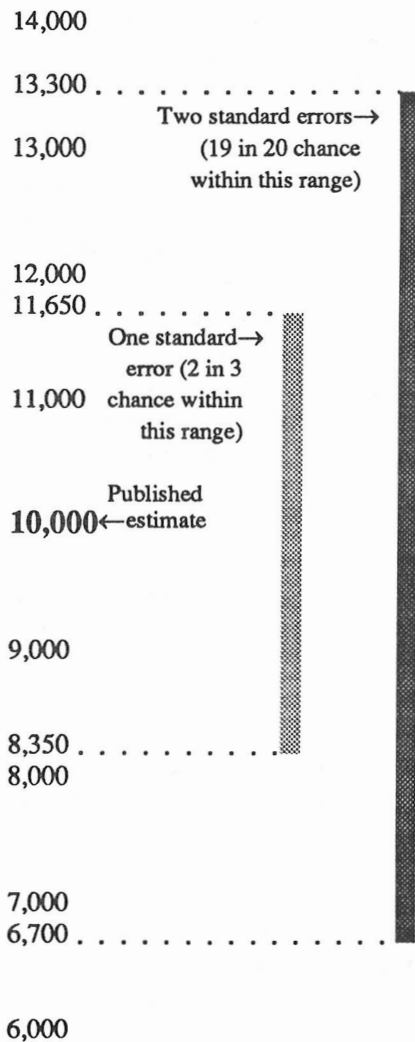 14,000
13,300 . . . . . . . . . . . . . . . .
Two standard errors→
13,000 (19 in 20 chance
within this range)
12,000
11,650 . . . . . . . . . .
One standard→
error (2 in 3
11,000 chance within
this range)
Published
10,000←estimate
9,000
8,350 . . . . . . . . . .
8,000
7,000
6,700 . . . . . . . . . . . . . . . .
6,000